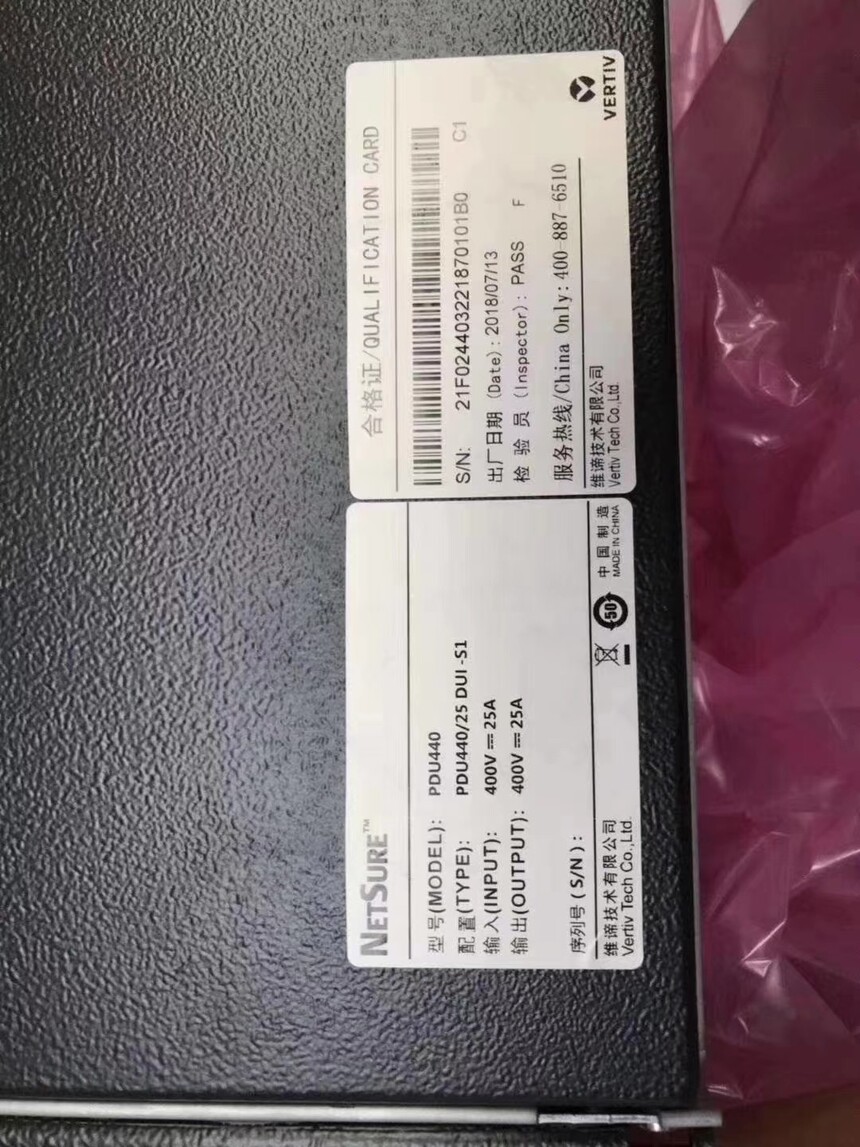 NETSURE™
型号(MODEL): PDU440
配置(TYPE): PDU440/25 DUI -S1
输入(INPUT): 400V ⎓ 25A
输出(OUTPUT): 400V ⎓ 25A
序列号(S/N):
维谛技术有限公司
Vertiv Tech Co.,Ltd.
50
中国制造
MADE IN CHINA
合格证/QUALIFICATION CARD
S/N: 21F02440322187010​1B0 C1
出厂日期(Date): 2018/07/13
检 验 员(Inspector): PASS F
服务热线/China Only: 400-887-6510
维谛技术有限公司
Vertiv Tech Co.,Ltd.
VERTIV